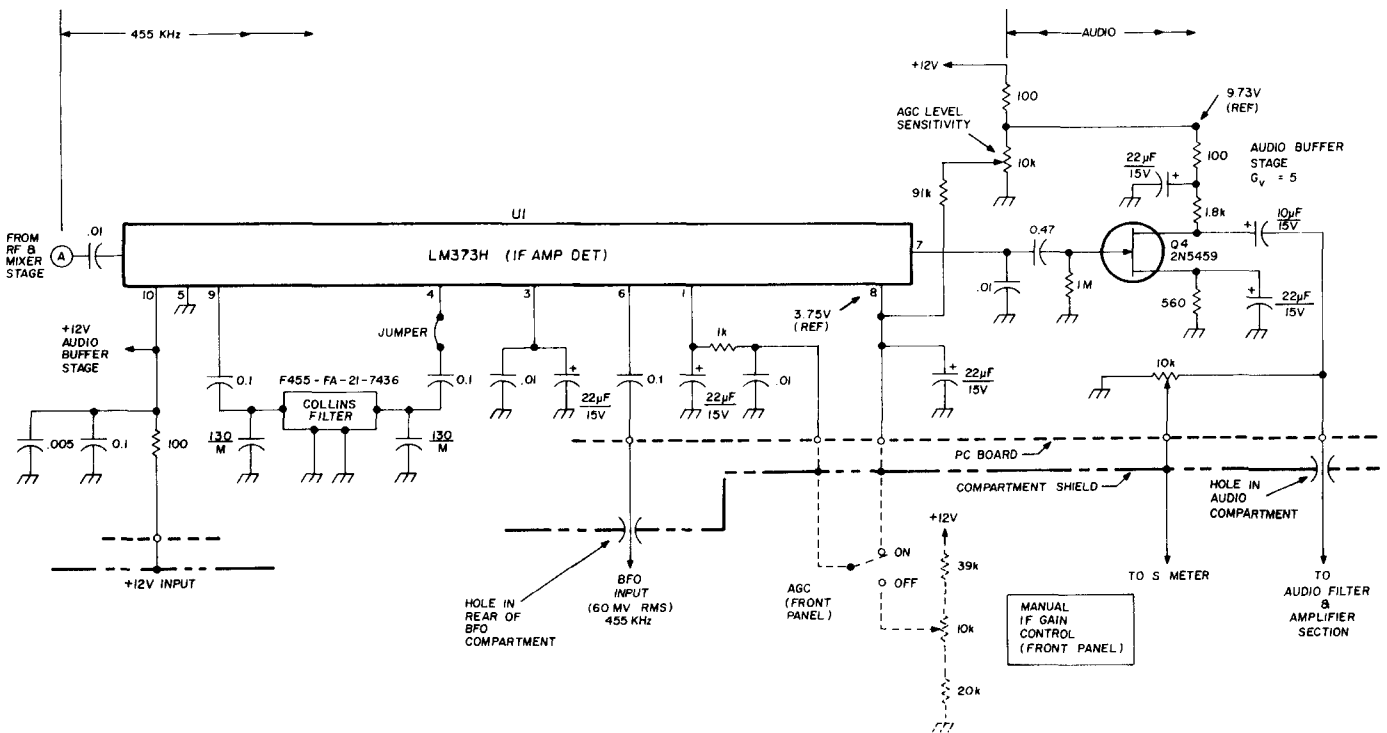 455 KHz
AUDIO
+12V
100
9.73V
(REF)
AGC LEVEL
SENSITIVITY
10k
100
AUDIO BUFFER
STAGE
Gv = 5
22µF
15V
91k
1.8k
10µF
15V
U1
FROM
RF &
MIXER
STAGE
A
.01
LM373H (IF AMP DET)
7
0.47
Q4
2N5459
10
5
9
4
3
6
1
8
.01
1M
560
22µF
15V
3.75V
(REF)
+12V
AUDIO
BUFFER
STAGE
JUMPER
1k
10k
0.1
F455-FA-21-7436
COLLINS
FILTER
0.1
.01
22µF
15V
0.1
22µF
15V
.01
22µF
15V
.005
0.1
100
130
M
130
M
PC BOARD
COMPARTMENT SHIELD
HOLE IN
AUDIO
COMPARTMENT
+12V INPUT
HOLE IN
REAR OF
BFO
COMPARTMENT
BFO
INPUT
(60 MV RMS)
455 KHz
AGC
(FRONT
PANEL)
ON
OFF
+12V
39k
10k
20k
MANUAL
IF GAIN
CONTROL
(FRONT PANEL)
TO S METER
TO
AUDIO FILTER
&
AMPLIFIER
SECTION